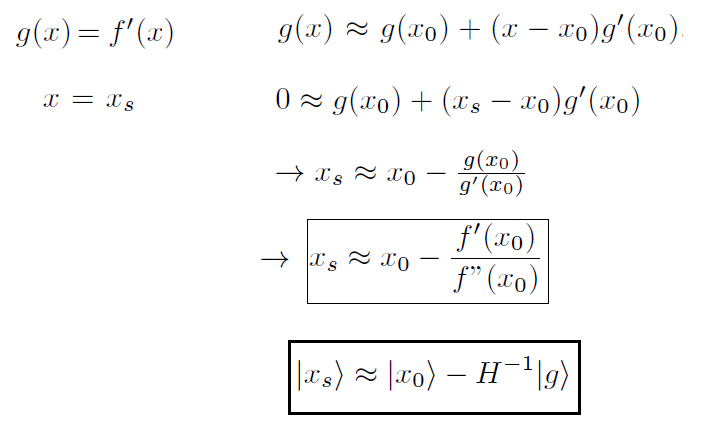 g(x) = f′(x) g(x) ≈ g(x₀) + (x − x₀)g′(x₀).
x = xₛ 0 ≈ g(x₀) + (xₛ − x₀)g′(x₀)
→ xₛ ≈ x₀ − g(x₀)/g′(x₀)
→ xₛ ≈ x₀ − f′(x₀)/f”(x₀)
|xₛ⟩ ≈ |x₀⟩ − H⁻¹|g⟩